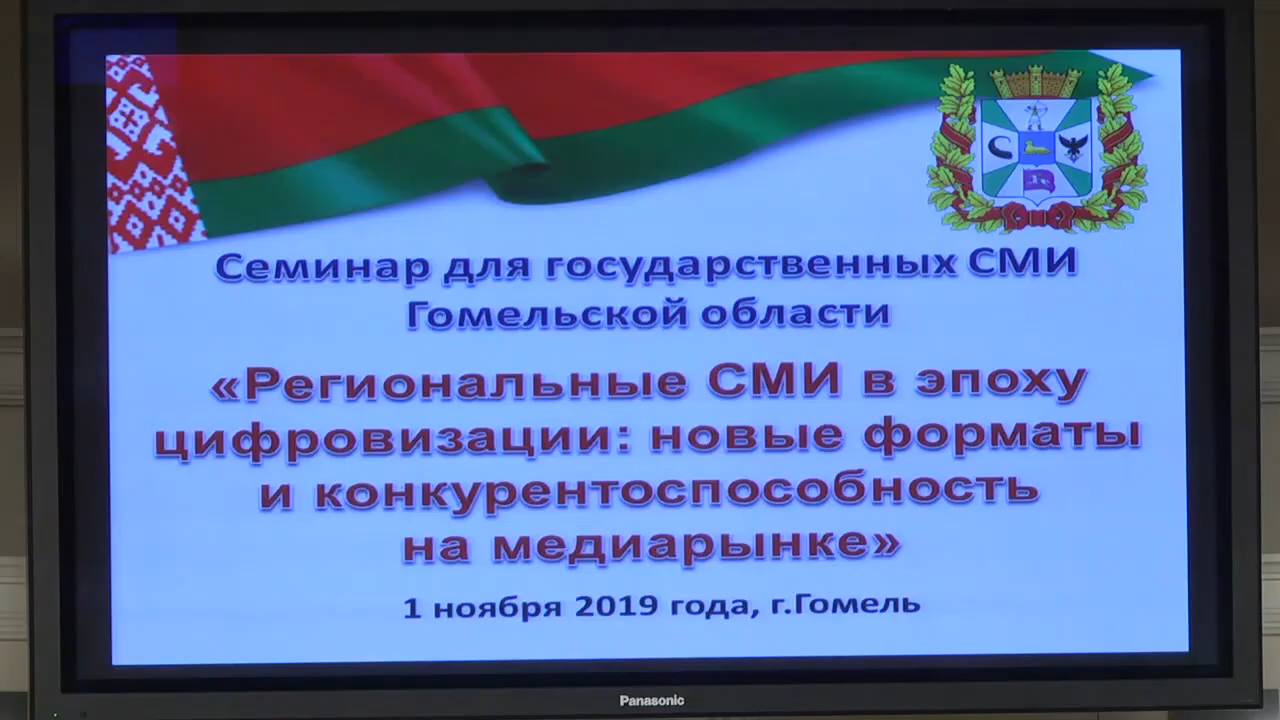 Семинар для государственных СМИ
Гомельской области
«Региональные СМИ в эпоху
цифровизации: новые форматы
и конкурентоспособность
на медиарынке»
1 ноября 2019 года, г.Гомель
Panasonic